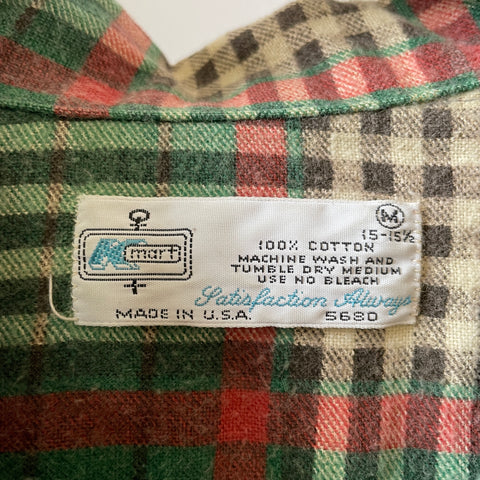 K mart
M
15-15½
100% COTTON
MACHINE WASH AND
TUMBLE DRY MEDIUM
USE NO BLEACH
Satisfaction Always
MADE IN U.S.A. 5680